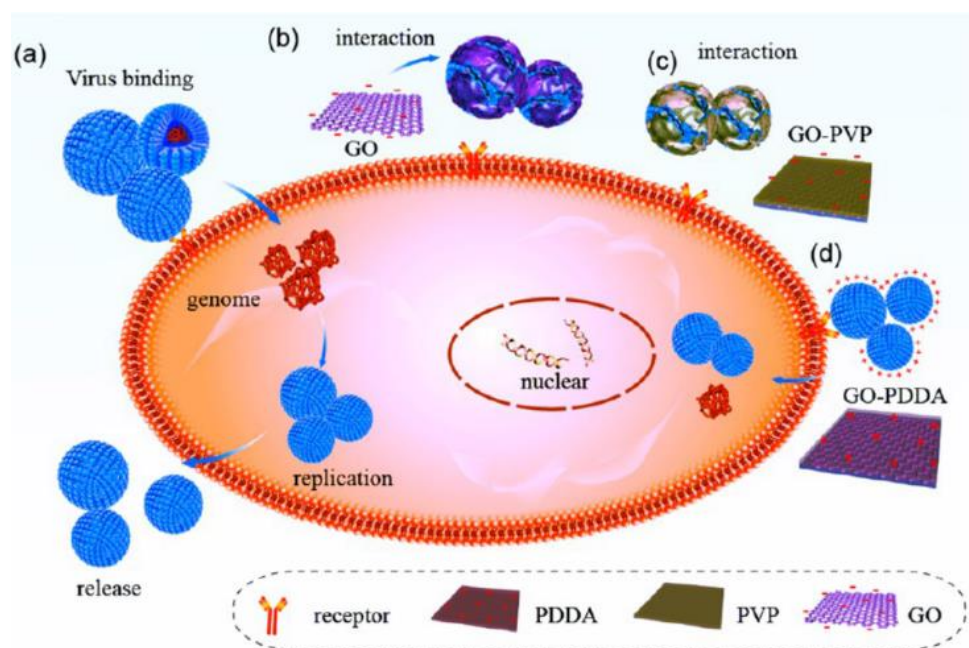 (a)
Virus binding
(b)
interaction
GO
(c)
interaction
GO-PVP
(d)
GO-PDDA
genome
nuclear
replication
release
receptor
PDDA
PVP
GO